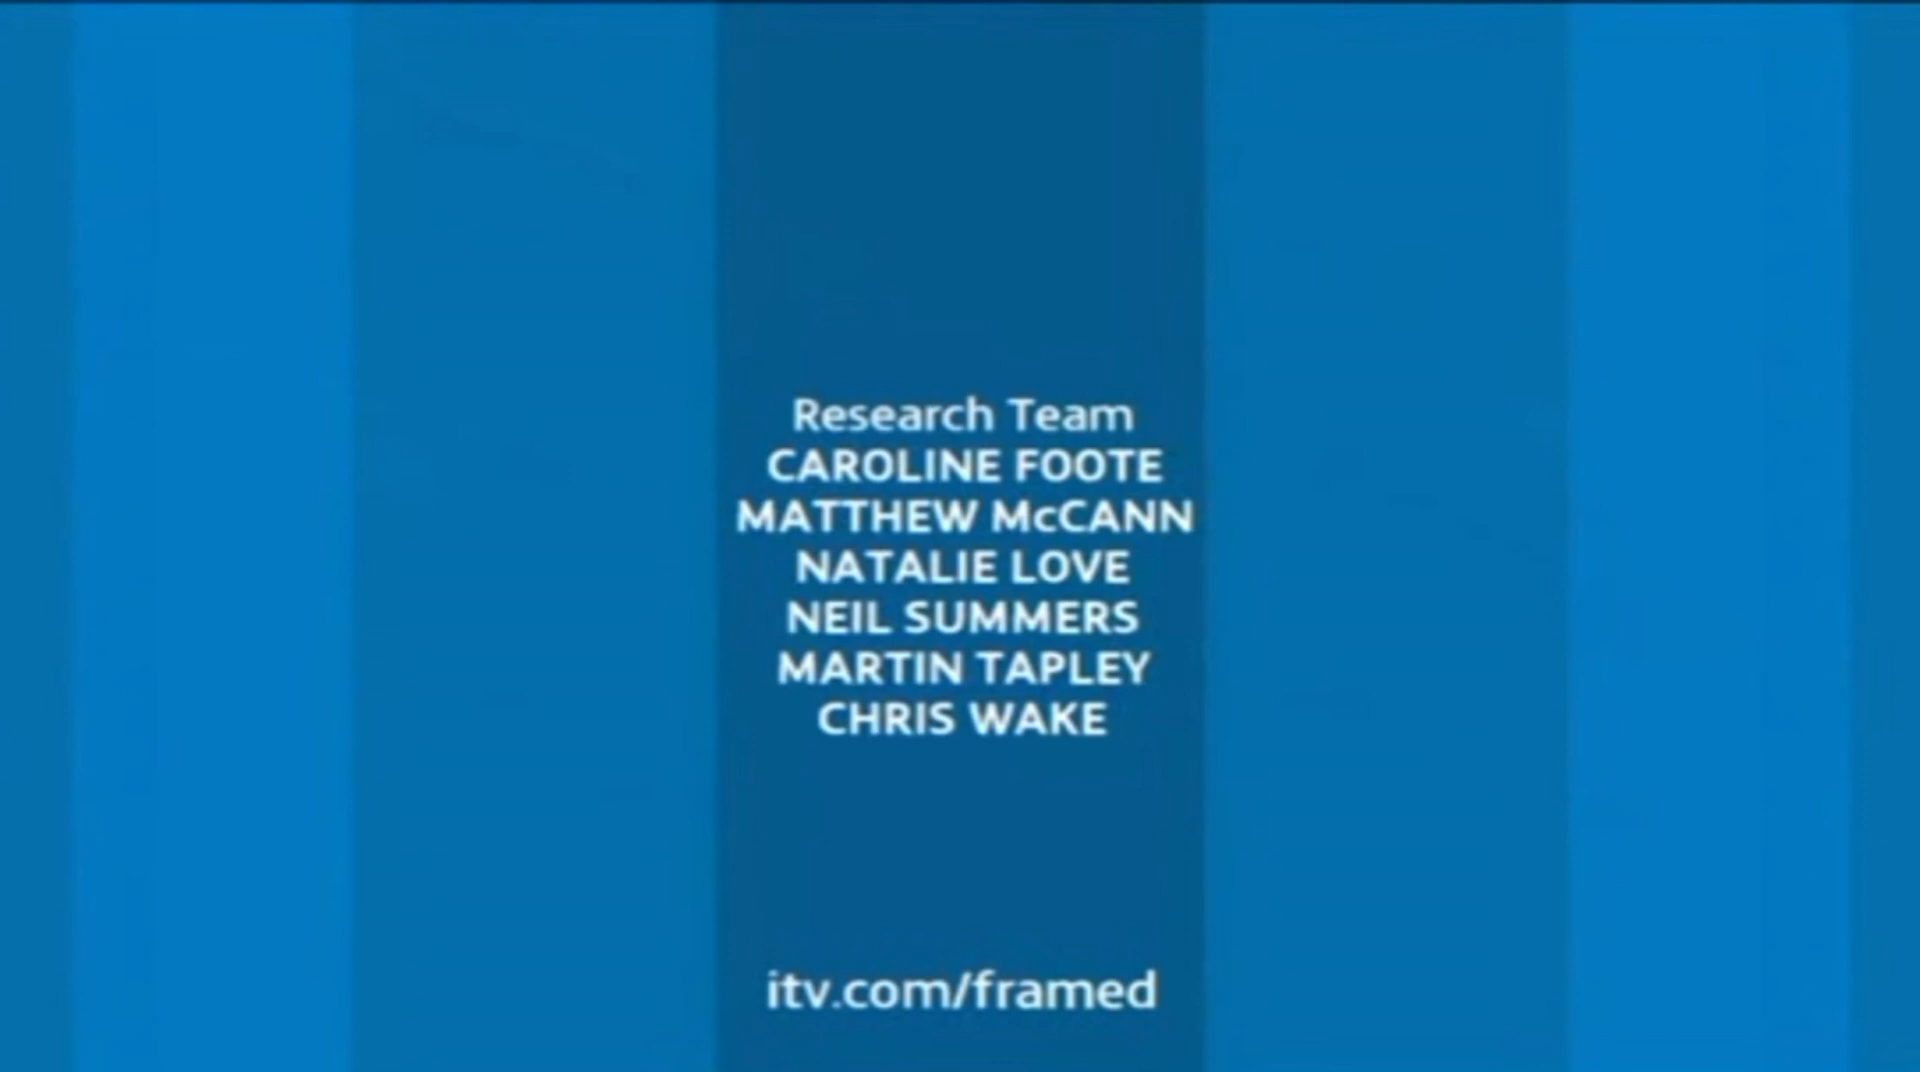 Research Team
CAROLINE FOOTE
MATTHEW McCANN
NATALIE LOVE
NEIL SUMMERS
MARTIN TAPLEY
CHRIS WAKE
itv.com/framed